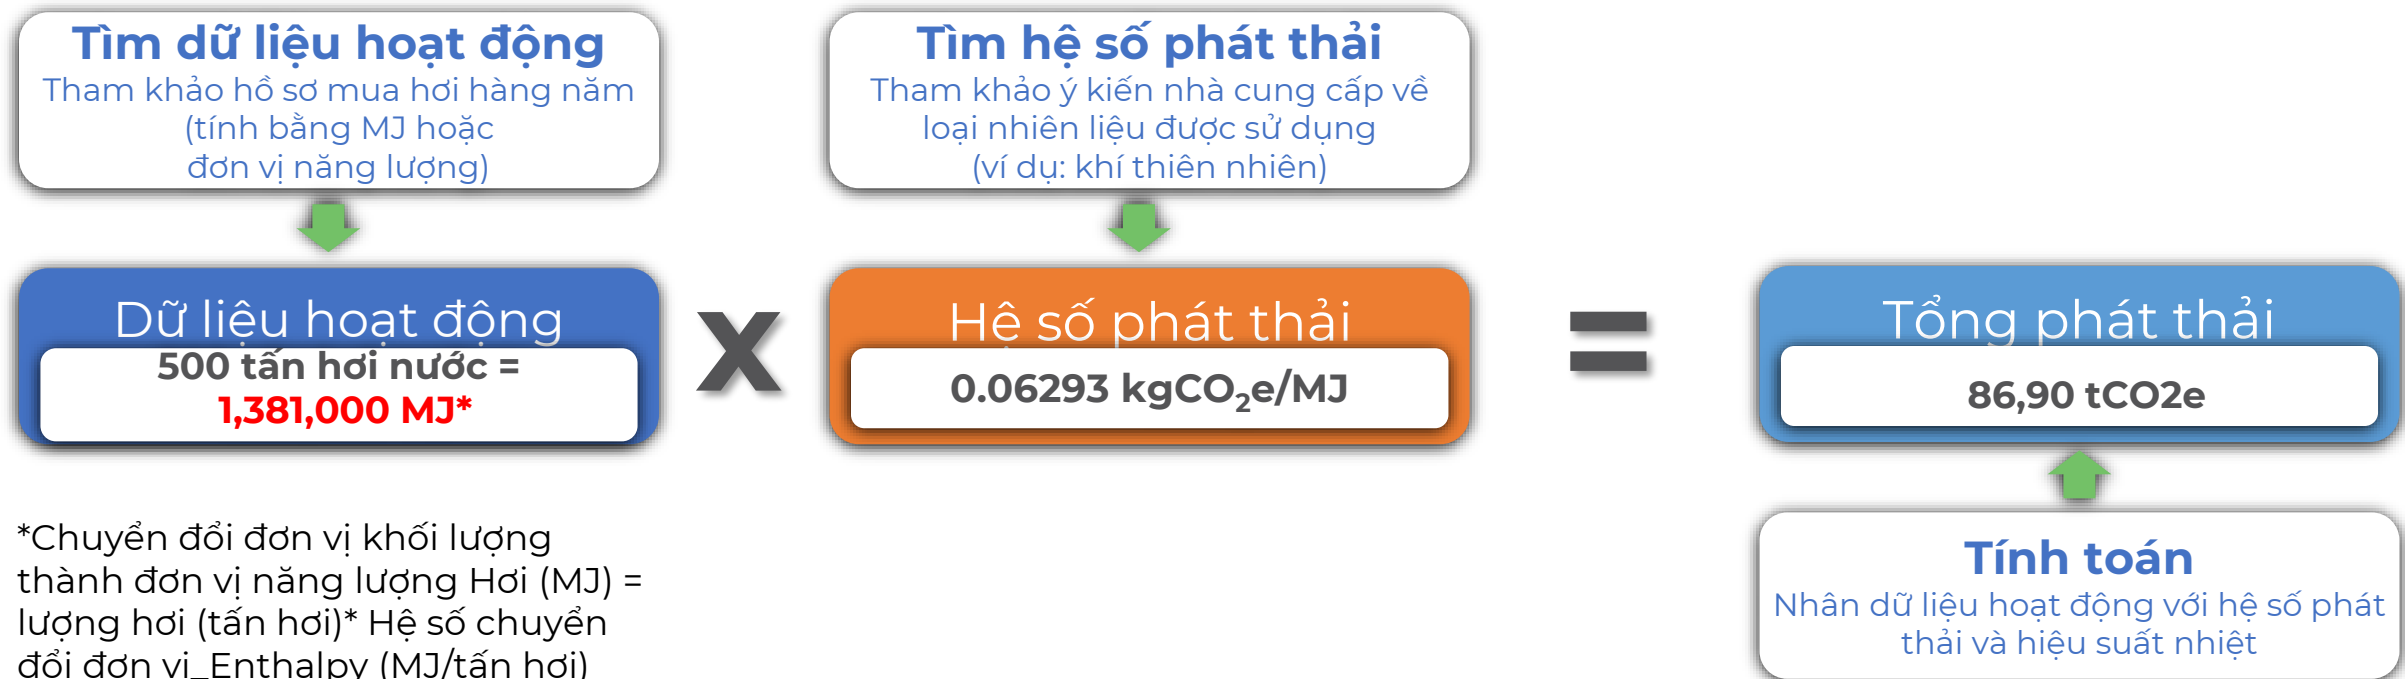 Tìm dữ liệu hoạt động
Tham khảo hồ sơ mua hơi hàng năm
(tính bằng MJ hoặc
đơn vị năng lượng)
Tìm hệ số phát thải
Tham khảo ý kiến nhà cung cấp về
loại nhiên liệu được sử dụng
(ví dụ: khí thiên nhiên)
Dữ liệu hoạt động
500 tấn hơi nước =
1,381,000 MJ*
x
Hệ số phát thải
0.06293 kgCO₂e/MJ
=
Tổng phát thải
86,90 tCO2e
*Chuyển đổi đơn vị khối lượng
thành đơn vị năng lượng Hơi (MJ) =
lượng hơi (tấn hơi)* Hệ số chuyển
đổi đơn vị_Enthalpy (MJ/tấn hơi)
Tính toán
Nhân dữ liệu hoạt động với hệ số phát
thải và hiệu suất nhiệt